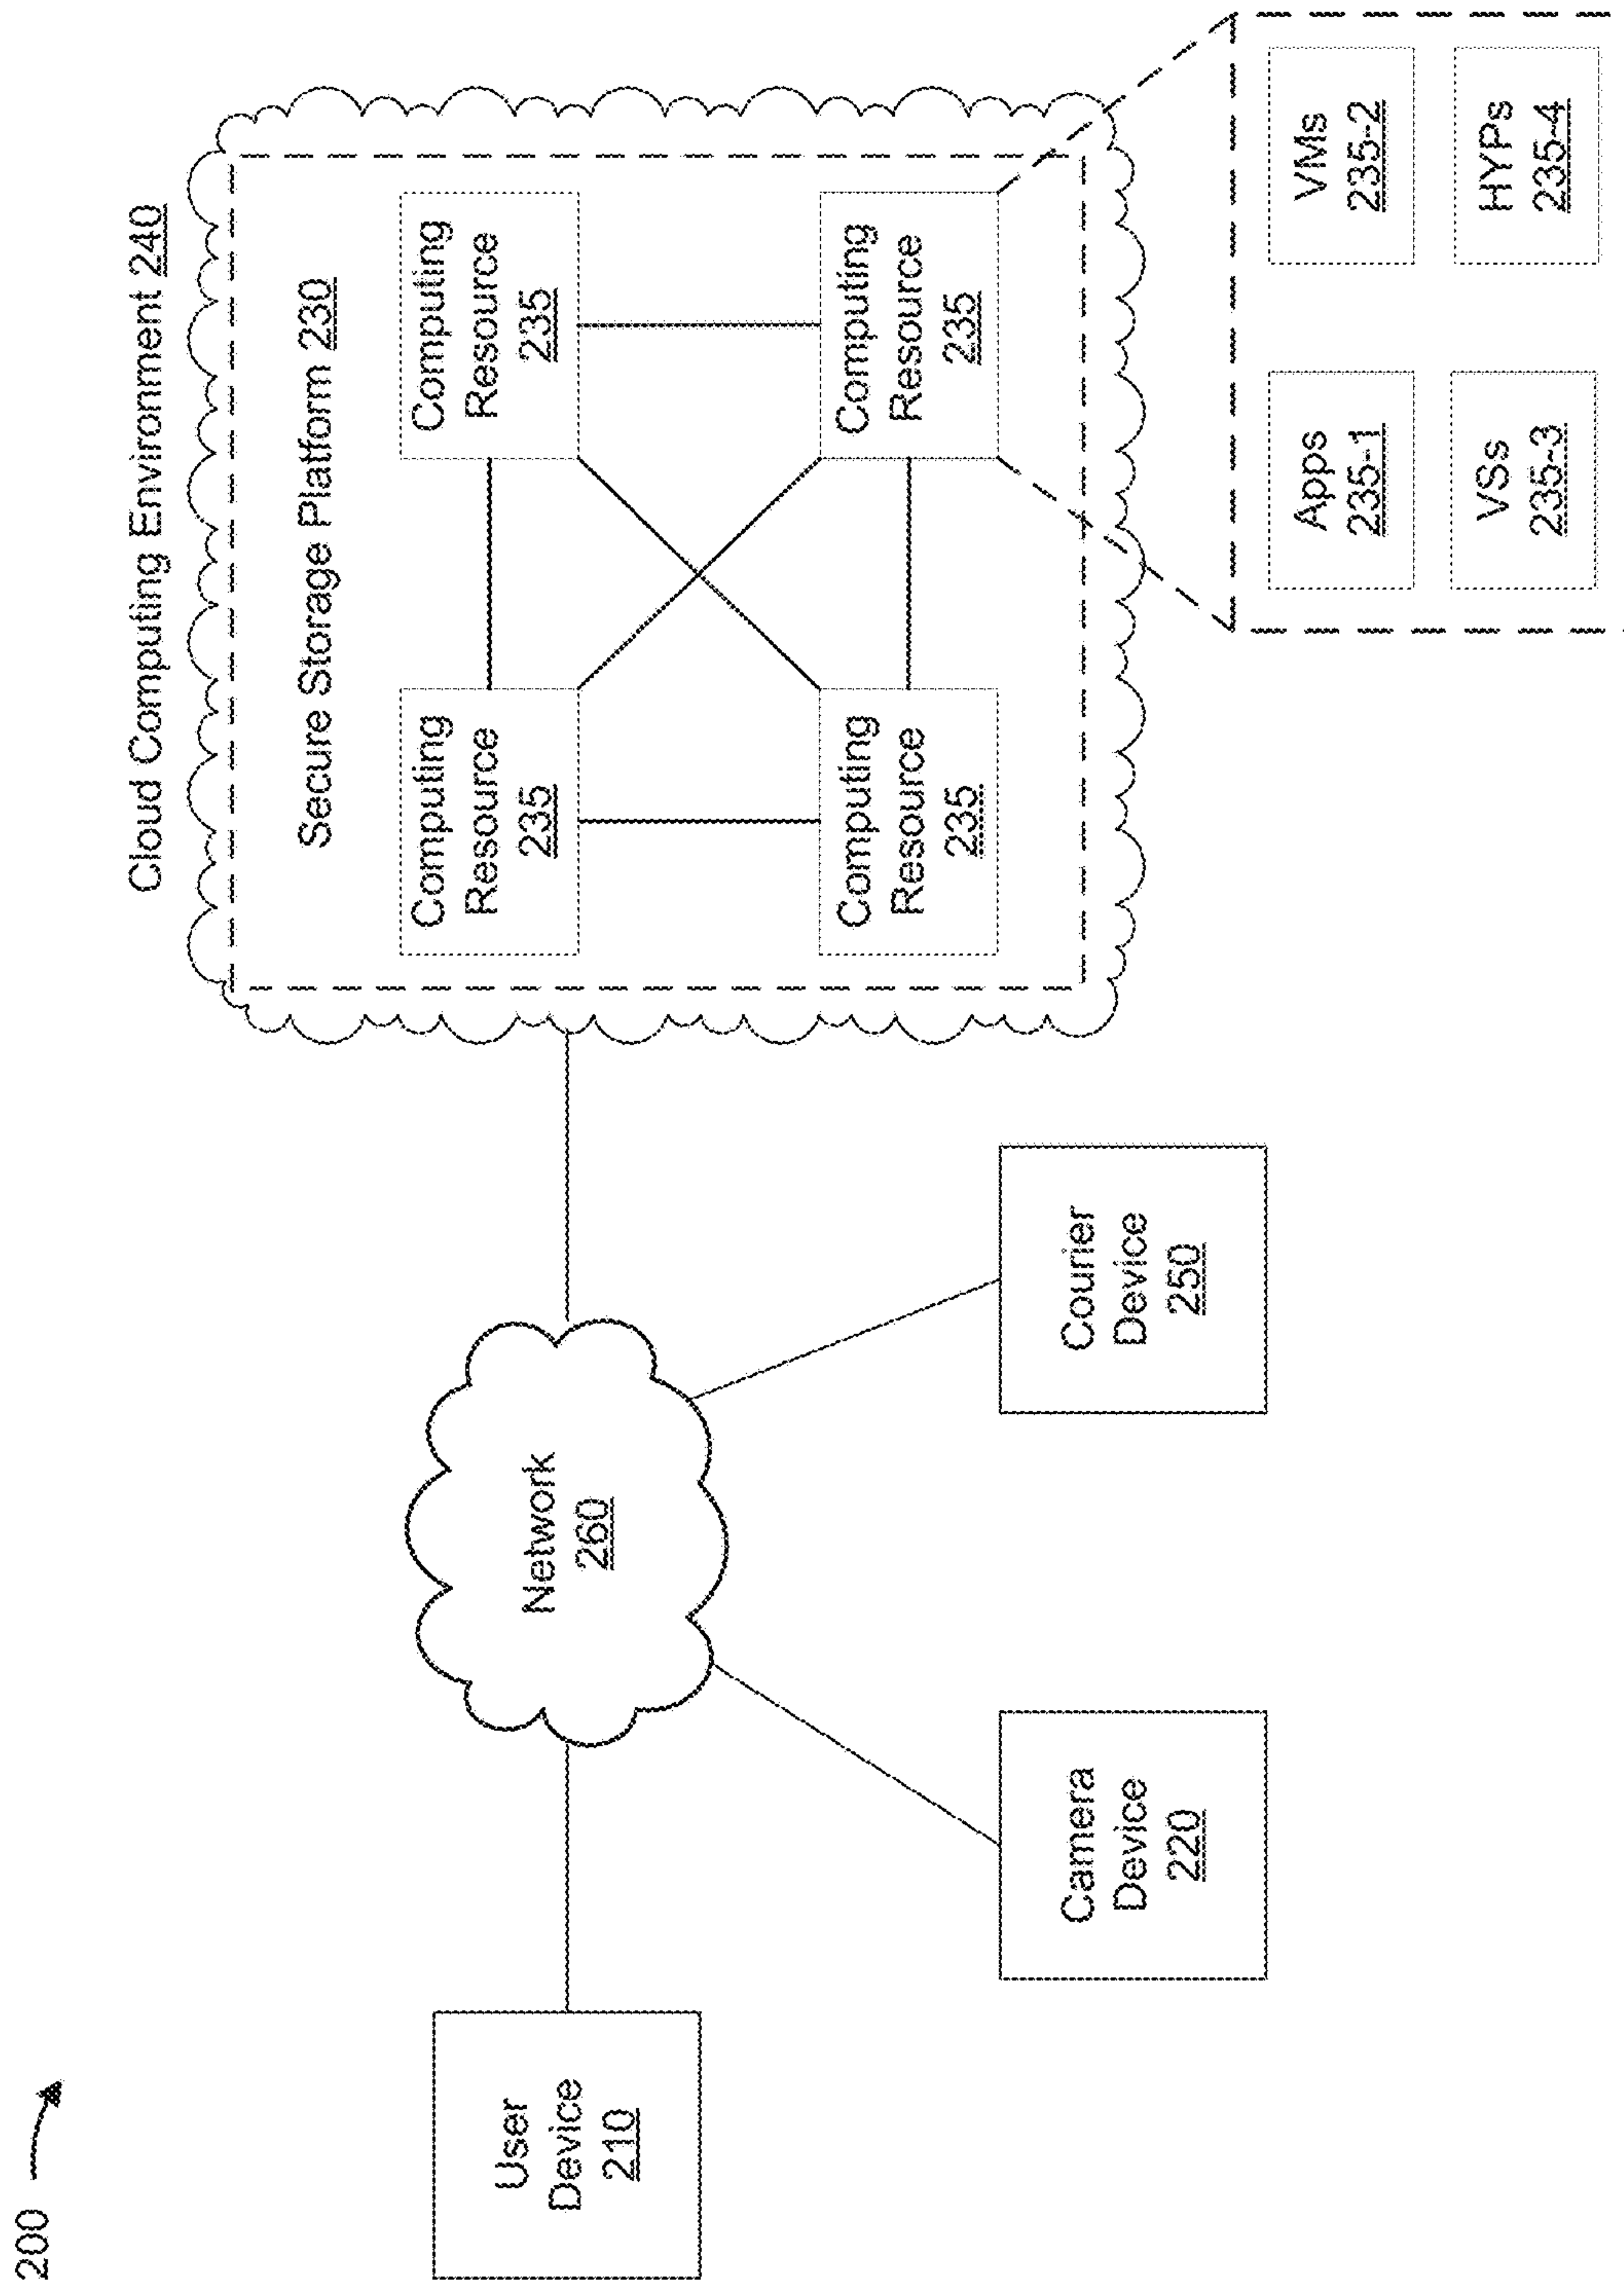 200
Cloud Computing Environment 240
Secure Storage Platform 230
Computing
Resource
235
Computing
Resource
235
Computing
Resource
235
Computing
Resource
235
User
Device
210
Network
260
Camera
Device
220
Courier
Device
250
Apps
235-1
VMs
235-2
VSs
235-3
HYPs
235-4